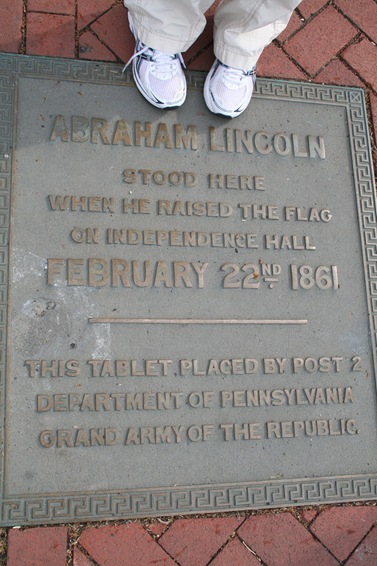 ABRAHAM LINCOLN
STOOD HERE
WHEN HE RAISED THE FLAG
ON INDEPENDENCE HALL
FEBRUARY 22ND 1861
THIS TABLET PLACED BY POST 2,
DEPARTMENT OF PENNSYLVANIA
GRAND ARMY OF THE REPUBLIC.